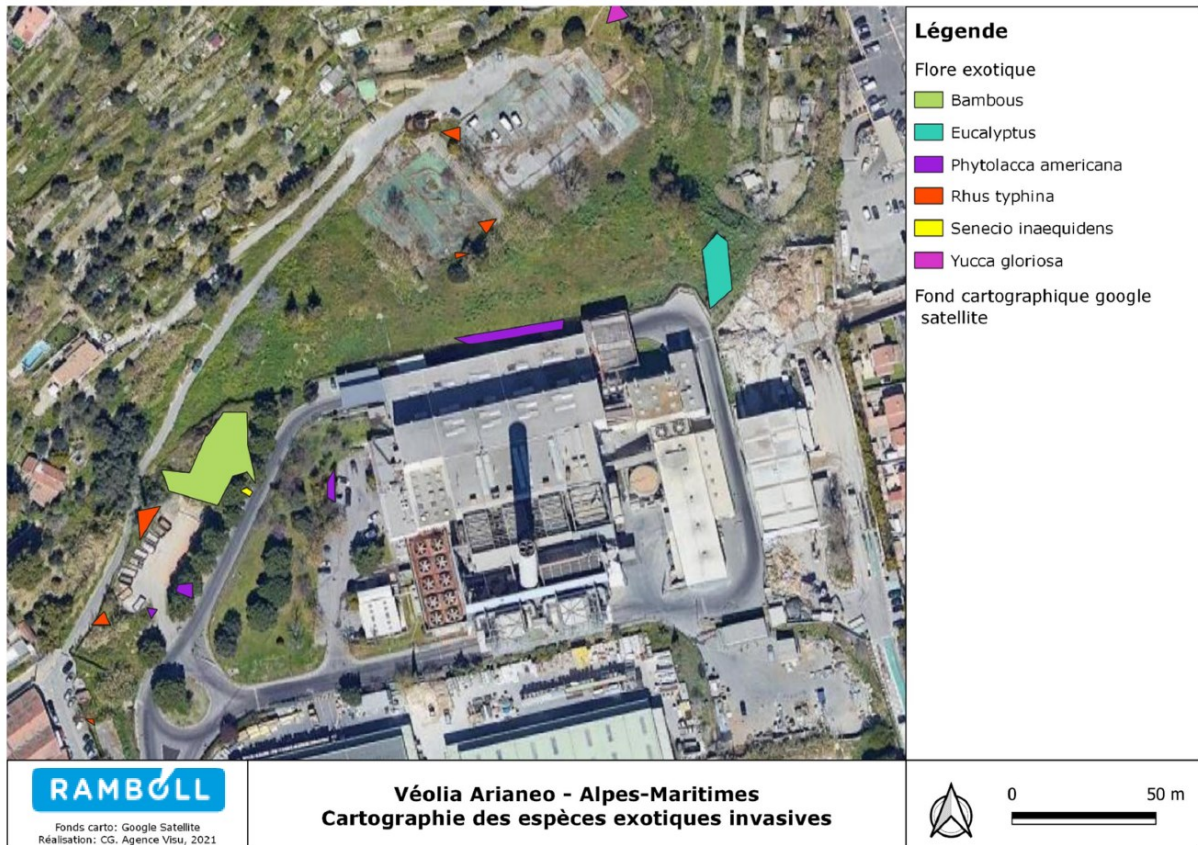 Légende
Flore exotique
Bambous
Eucalyptus
Phytolacca americana
Rhus typhina
Senecio inaequidens
Yucca gloriosa
Fond cartographique google
satellite
RAMBOLL
Fonds carto: Google Satellite
Réalisation: CG. Agence Visu, 2021
Véolia Arianeo - Alpes-Maritimes
Cartographie des espèces exotiques invasives
0 50 m